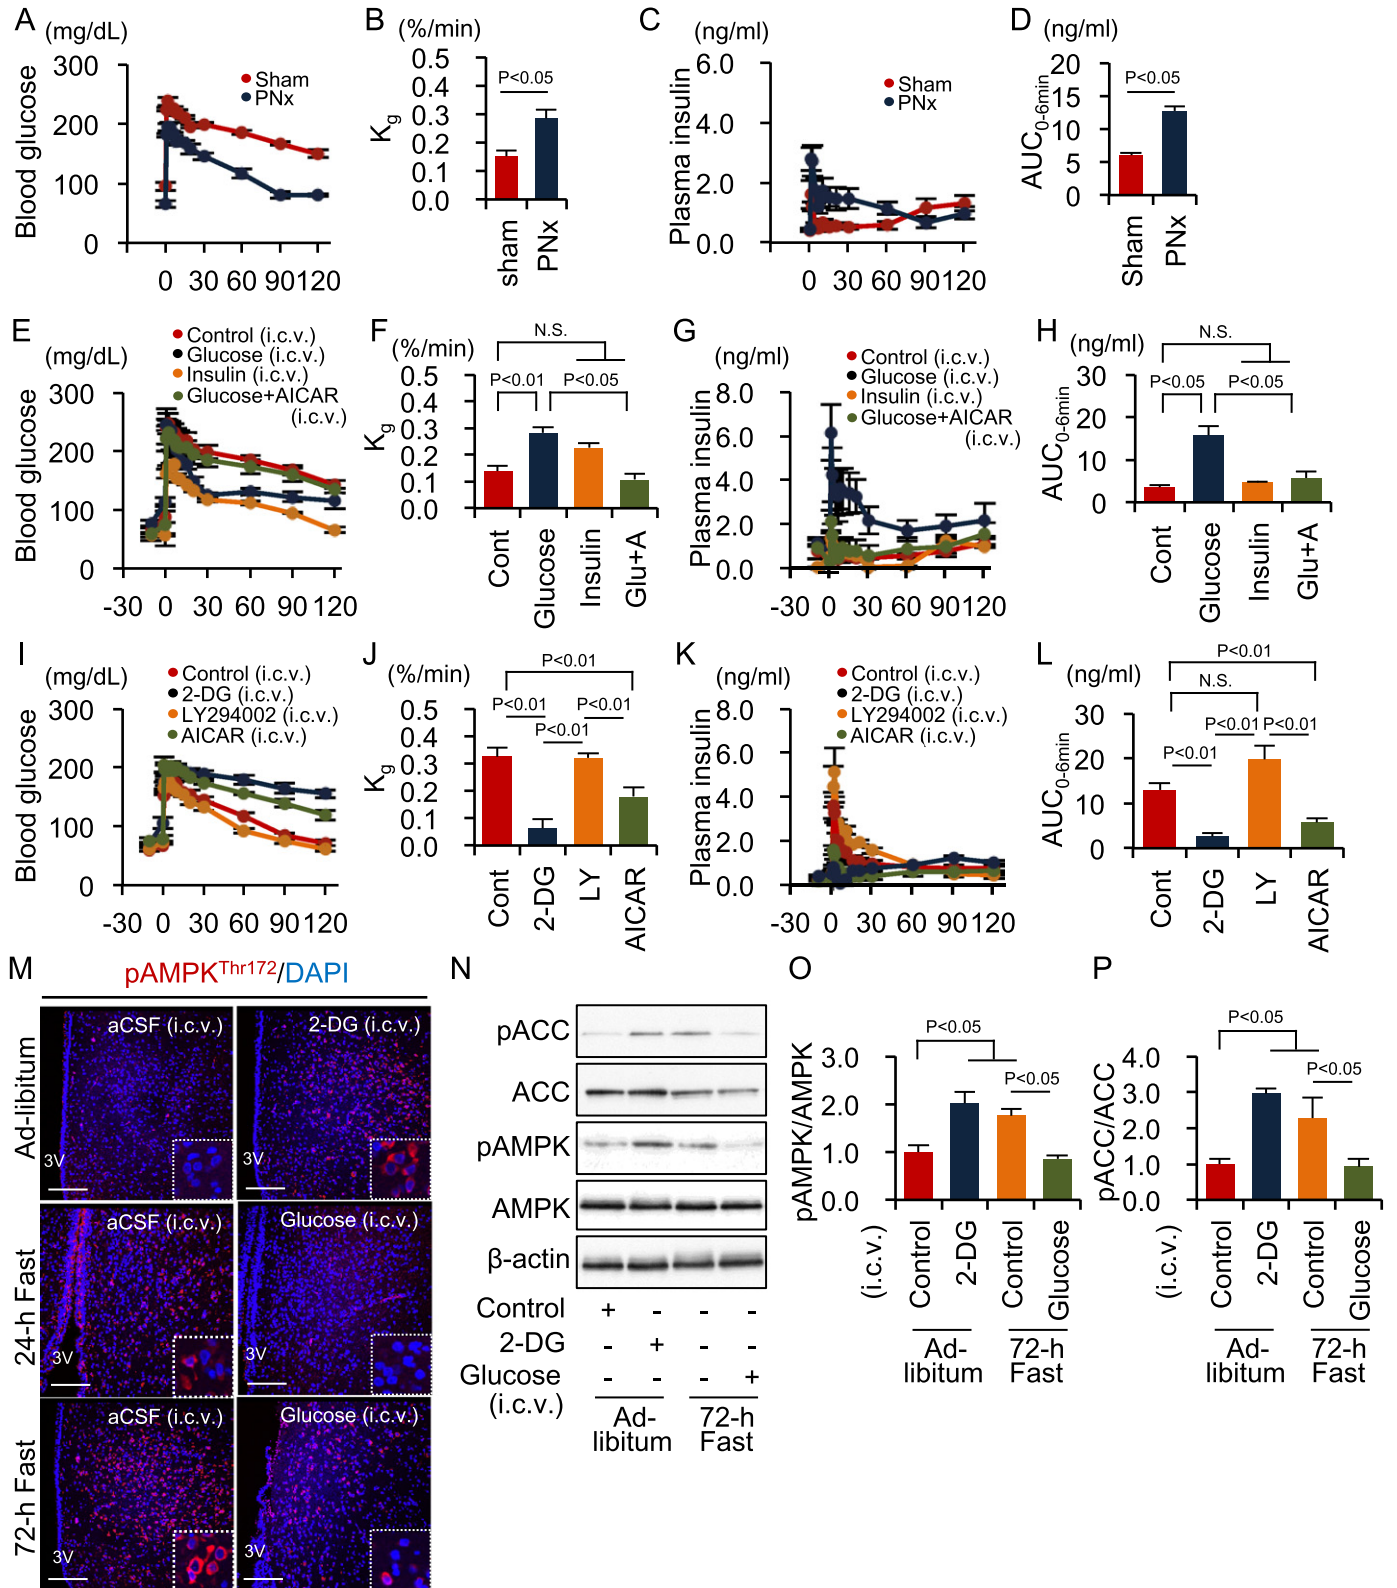 A (mg/dL)
300
200
100
0
Blood glucose
Sham
PNx
0 30 60 90 120
B (%/min)
0.5
0.4
0.3
0.2
0.1
0.0
Kg
P<0.05
sham
PNx
C (ng/ml)
6.0
4.0
2.0
0.0
Plasma insulin
Sham
PNx
0 30 60 90 120
D (ng/ml)
20
15
10
5
0
AUC0-6min
P<0.05
Sham
PNx
E (mg/dL)
300
200
100
0
Blood glucose
Control (i.c.v.)
Glucose (i.c.v.)
Insulin (i.c.v.)
Glucose+AICAR
(i.c.v.)
-30 0 30 60 90 120
F (%/min)
0.5
0.4
0.3
0.2
0.1
0.0
Kg
N.S.
P<0.01 P<0.05
Cont
Glucose
Insulin
Glu+A
G (ng/ml)
8.0
6.0
4.0
2.0
0.0
Plasma insulin
Control (i.c.v.)
Glucose (i.c.v.)
Insulin (i.c.v.)
Glucose+AICAR
(i.c.v.)
-30 0 30 60 90 120
H (ng/ml)
30
20
10
0
AUC0-6min
N.S.
P<0.05 P<0.05
Cont
Glucose
Insulin
Glu+A
I (mg/dL)
300
200
100
0
Blood glucose
Control (i.c.v.)
2-DG (i.c.v.)
LY294002 (i.c.v.)
AICAR (i.c.v.)
-30 0 30 60 90 120
J (%/min)
0.5
0.4
0.3
0.2
0.1
0.0
Kg
P<0.01
P<0.01 P<0.01
P<0.01
Cont
2-DG
LY
AICAR
K (ng/ml)
8.0
6.0
4.0
2.0
0.0
Plasma insulin
Control (i.c.v.)
2-DG (i.c.v.)
LY294002 (i.c.v.)
AICAR (i.c.v.)
-30 0 30 60 90 120
L (ng/ml)
30
20
10
0
AUC0-6min
P<0.01
N.S.
P<0.01 P<0.01
P<0.01
Cont
2-DG
LY
AICAR
M pAMPKThr172/DAPI
Ad-libitum
aCSF (i.c.v.)
3V
2-DG (i.c.v.)
24-h Fast
aCSF (i.c.v.)
3V
Glucose (i.c.v.)
72-h Fast
aCSF (i.c.v.)
3V
Glucose (i.c.v.)
3V
N
pACC
ACC
pAMPK
AMPK
β-actin
Control + - - -
2-DG - + - -
Glucose - - - +
(i.c.v.)
Ad-
libitum
72-h
Fast
O
pAMPK/AMPK
3.0
2.0
1.0
0.0
P<0.05
P<0.05
(i.c.v.)
Control
2-DG
Control
Glucose
Ad-
libitum
72-h
Fast
P
pACC/ACC
4.0
3.0
2.0
1.0
0.0
P<0.05
P<0.05
(i.c.v.)
Control
2-DG
Control
Glucose
Ad-
libitum
72-h
Fast